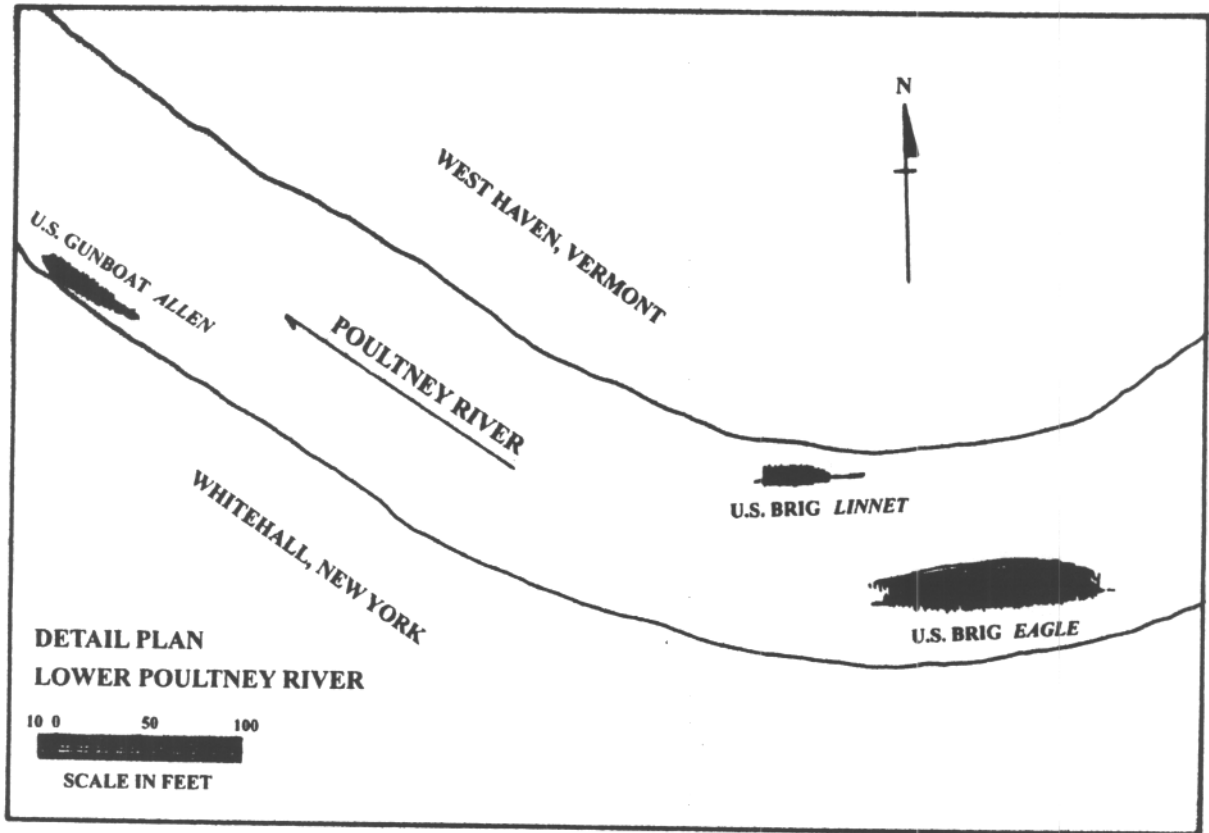 N
WEST HAVEN, VERMONT
U.S. GUNBOAT ALLEN
POULTNEY RIVER
U.S. BRIG LINNET
WHITEHALL, NEW YORK
U.S. BRIG EAGLE
DETAIL PLAN
LOWER POULTNEY RIVER
10 0 50 100
SCALE IN FEET